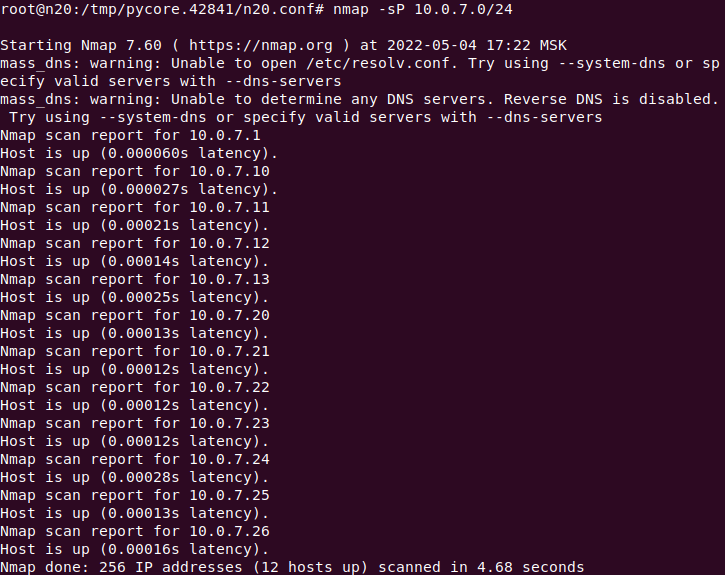 root@n20:/tmp/pycore.42841/n20.conf# nmap -sP 10.0.7.0/24
Starting Nmap 7.60 ( https://nmap.org ) at 2022-05-04 17:22 MSK
mass_dns: warning: Unable to open /etc/resolv.conf. Try using --system-dns or sp
ecify valid servers with --dns-servers
mass_dns: warning: Unable to determine any DNS servers. Reverse DNS is disabled.
 Try using --system-dns or specify valid servers with --dns-servers
Nmap scan report for 10.0.7.1
Host is up (0.000060s latency).
Nmap scan report for 10.0.7.10
Host is up (0.000027s latency).
Nmap scan report for 10.0.7.11
Host is up (0.00021s latency).
Nmap scan report for 10.0.7.12
Host is up (0.00014s latency).
Nmap scan report for 10.0.7.13
Host is up (0.00025s latency).
Nmap scan report for 10.0.7.20
Host is up (0.00013s latency).
Nmap scan report for 10.0.7.21
Host is up (0.00012s latency).
Nmap scan report for 10.0.7.22
Host is up (0.00012s latency).
Nmap scan report for 10.0.7.23
Host is up (0.00012s latency).
Nmap scan report for 10.0.7.24
Host is up (0.00028s latency).
Nmap scan report for 10.0.7.25
Host is up (0.00013s latency).
Nmap scan report for 10.0.7.26
Host is up (0.00016s latency).
Nmap done: 256 IP addresses (12 hosts up) scanned in 4.68 seconds